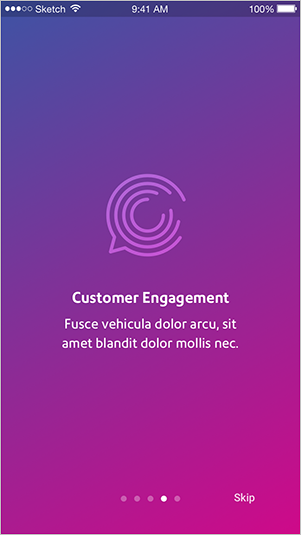 Sketch 9:41 AM 100%
Customer Engagement
Fusce vehicula dolor arcu, sit
amet blandit dolor mollis nec.
Skip